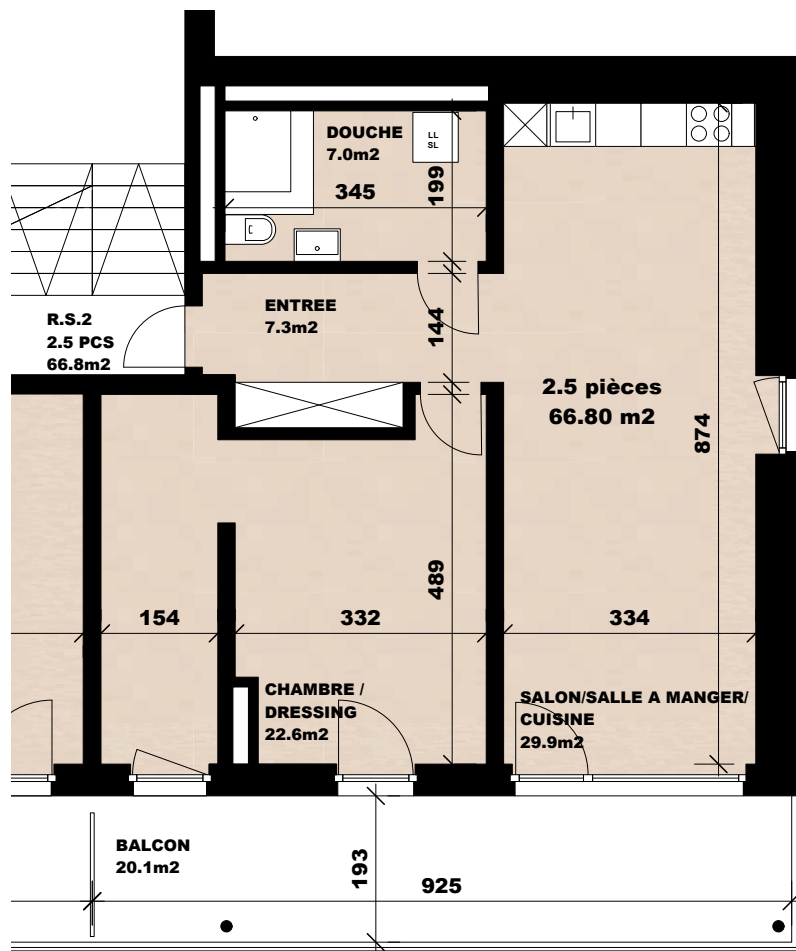 DOUCHE
7.0m2
LL
SL
345
199
ENTREE
7.3m2
144
R.S.2
2.5 PCS
66.8m2
2.5 pièces
66.80 m2
874
489
154
332
334
CHAMBRE /
DRESSING
22.6m2
SALON/SALLE A MANGER/
CUISINE
29.9m2
BALCON
20.1m2
193
925